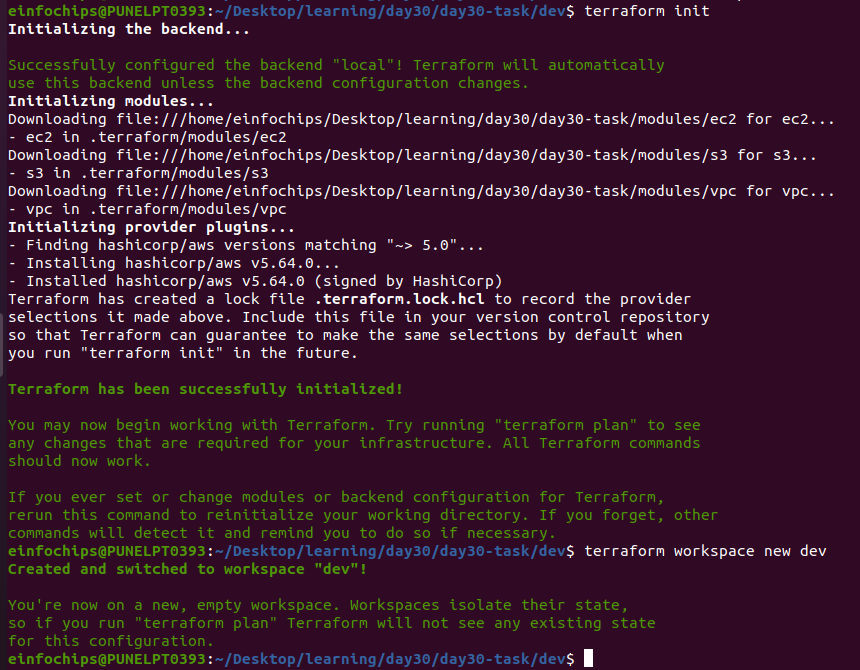 einfochips@PUNELPT0393:~/Desktop/learning/day30/day30-task/dev$ terraform init
Initializing the backend...
Successfully configured the backend "local"! Terraform will automatically
use this backend unless the backend configuration changes.
Initializing modules...
Downloading file:///home/einfochips/Desktop/learning/day30/day30-task/modules/ec2 for ec2...
- ec2 in .terraform/modules/ec2
Downloading file:///home/einfochips/Desktop/learning/day30/day30-task/modules/s3 for s3...
- s3 in .terraform/modules/s3
Downloading file:///home/einfochips/Desktop/learning/day30/day30-task/modules/vpc for vpc...
- vpc in .terraform/modules/vpc
Initializing provider plugins...
- Finding hashicorp/aws versions matching "~> 5.0"...
- Installing hashicorp/aws v5.64.0...
- Installed hashicorp/aws v5.64.0 (signed by HashiCorp)
Terraform has created a lock file .terraform.lock.hcl to record the provider
selections it made above. Include this file in your version control repository
so that Terraform can guarantee to make the same selections by default when
you run "terraform init" in the future.
Terraform has been successfully initialized!
You may now begin working with Terraform. Try running "terraform plan" to see
any changes that are required for your infrastructure. All Terraform commands
should now work.
If you ever set or change modules or backend configuration for Terraform,
rerun this command to reinitialize your working directory. If you forget, other
commands will detect it and remind you to do so if necessary.
einfochips@PUNELPT0393:~/Desktop/learning/day30/day30-task/dev$ terraform workspace new dev
Created and switched to workspace "dev"!
You're now on a new, empty workspace. Workspaces isolate their state,
so if you run "terraform plan" Terraform will not see any existing state
for this configuration.
einfochips@PUNELPT0393:~/Desktop/learning/day30/day30-task/dev$